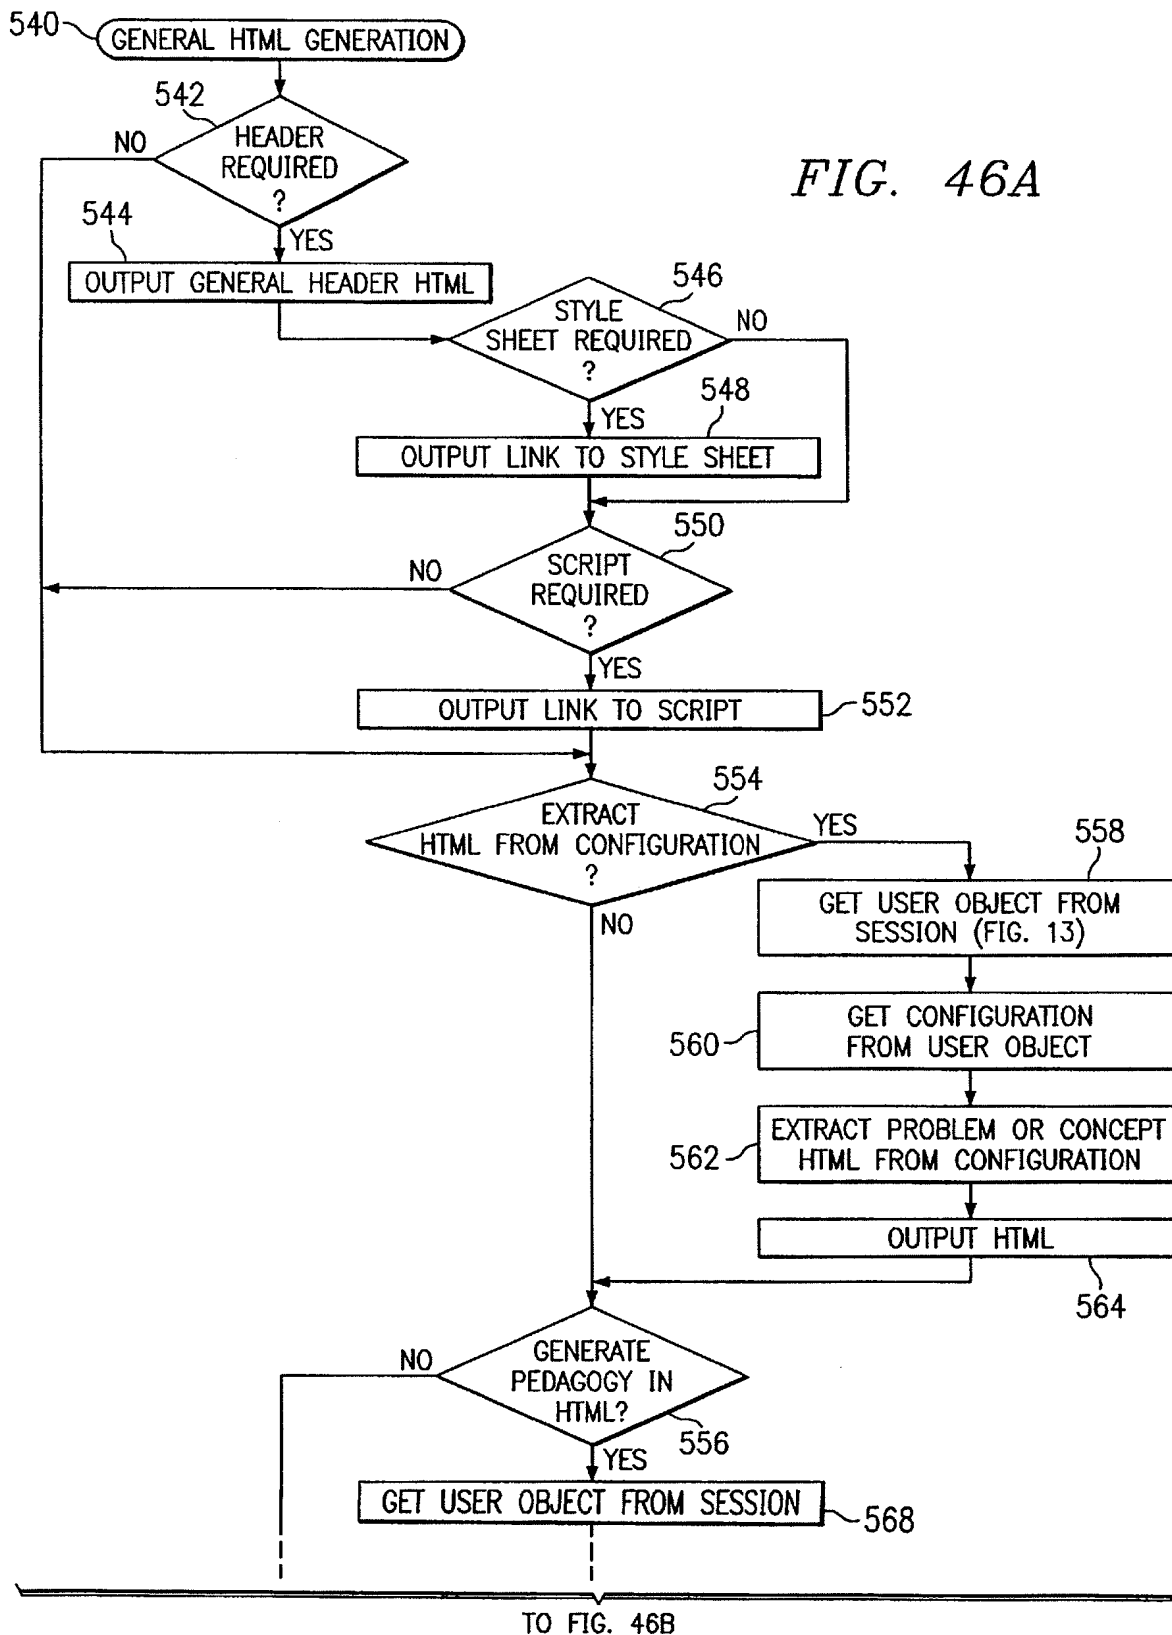 540
GENERAL HTML GENERATION
542
HEADER
REQUIRED
?
NO
YES
FIG. 46A
544
OUTPUT GENERAL HEADER HTML
546
STYLE
SHEET REQUIRED
?
NO
YES
548
OUTPUT LINK TO STYLE SHEET
550
SCRIPT
REQUIRED
?
NO
YES
OUTPUT LINK TO SCRIPT
552
554
EXTRACT
HTML FROM CONFIGURATION
?
YES
NO
558
GET USER OBJECT FROM
SESSION (FIG. 13)
560
GET CONFIGURATION
FROM USER OBJECT
562
EXTRACT PROBLEM OR CONCEPT
HTML FROM CONFIGURATION
OUTPUT HTML
564
GENERATE
PEDAGOGY IN
HTML?
NO
556
YES
GET USER OBJECT FROM SESSION
568
TO FIG. 46B